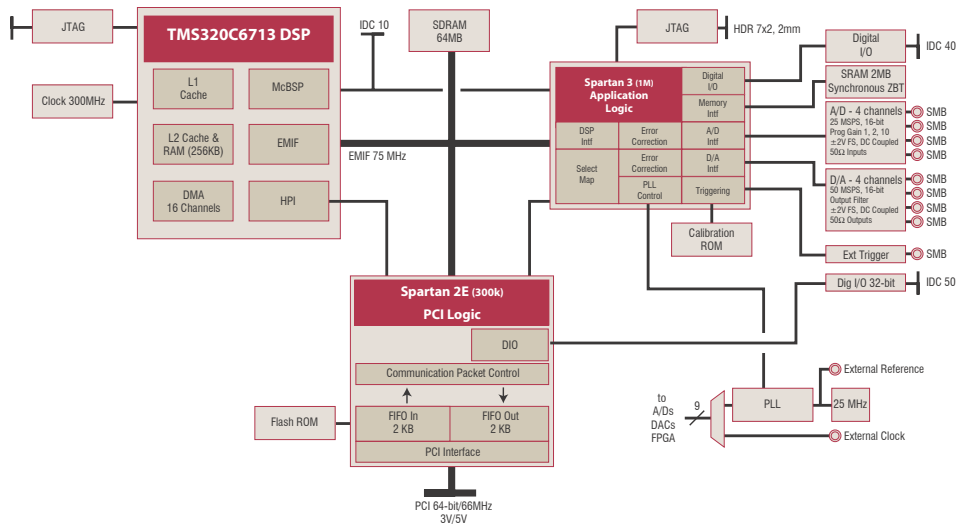 JTAG
TMS320C6713 DSP
IDC 10
SDRAM
64MB
Clock 300MHz
L1
Cache
McBSP
L2 Cache &
RAM (256KB)
EMIF
DMA
16 Channels
HPI
EMIF 75 MHz
JTAG
HDR 7x2, 2mm
Spartan 3 (1M)
Application
Logic
Digital
I/O
Memory
Intf
DSP
Intf
Error
Correction
A/D
Intf
Select
Map
Error
Correction
D/A
Intf
PLL
Control
Triggering
Calibration
ROM
Digital
I/O
IDC 40
SRAM 2MB
Synchronous ZBT
A/D - 4 channels
25 MSPS, 16-bit
Prog Gain 1, 2, 10
±2V FS, DC Coupled
50Ω Inputs
SMB
SMB
SMB
SMB
D/A - 4 channels
50 MSPS, 16-bit
Output Filter
±2V FS, DC Coupled
50Ω Outputs
SMB
SMB
SMB
SMB
Ext Trigger
SMB
Dig I/O 32-bit
IDC 50
Spartan 2E (300k)
PCI Logic
DIO
Communication Packet Control
FIFO In
2 KB
FIFO Out
2 KB
PCI Interface
Flash ROM
PCI 64-bit/66MHz
3V/5V
to
A/Ds
DACs
FPGA
9
PLL
25 MHz
External Reference
External Clock